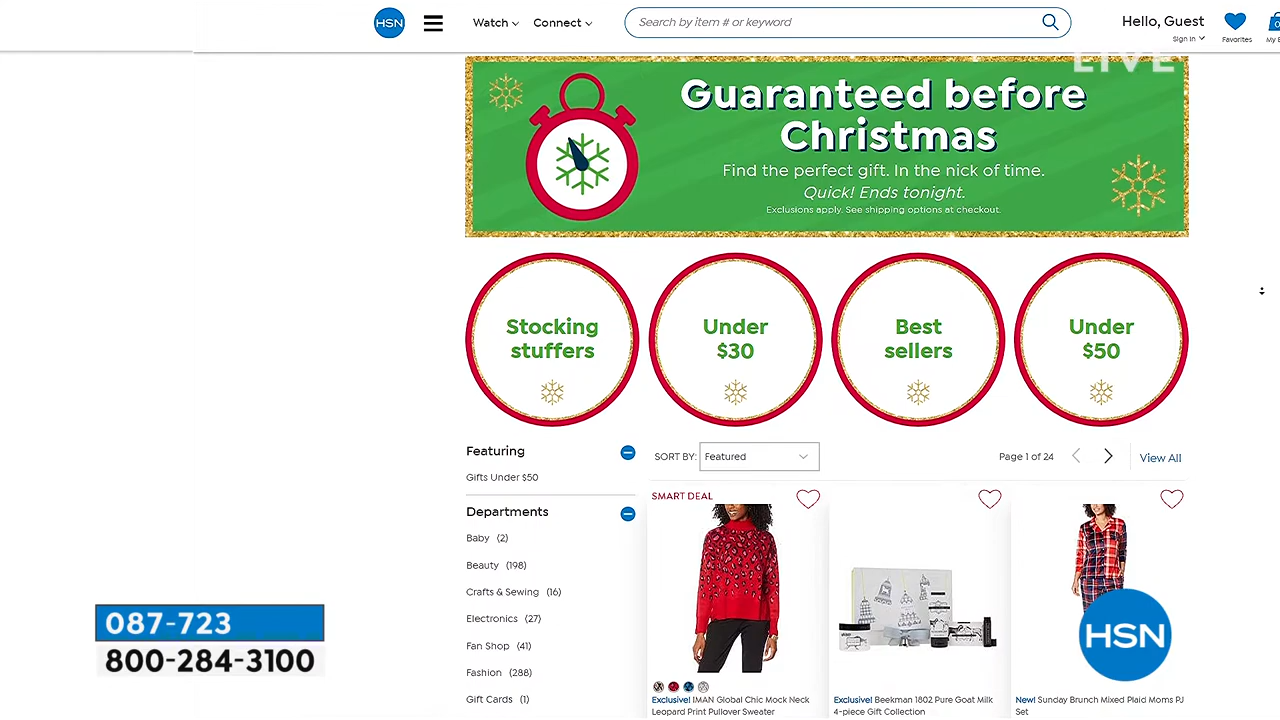 HSN
Watch
Connect
Search by item # or keyword
Hello, Guest
Sign In
Favorites
0
LIVE
Guaranteed before
Christmas
Find the perfect gift. In the nick of time.
Quick! Ends tonight.
Exclusions apply. See shipping options at checkout.
Stocking
stuffers
Under
$30
Best
sellers
Under
$50
Featuring
Gifts Under $50
SORT BY: Featured
Page 1 of 24
View All
Departments
Baby (2)
Beauty (198)
Crafts & Sewing (16)
Electronics (27)
Fan Shop (41)
Fashion (288)
Gift Cards (1)
SMART DEAL
Exclusive! IMAN Global Chic Mock Neck
Leopard Print Pullover Sweater
Exclusive! Beekman 1802 Pure Goat Milk
4-piece Gift Collection
New! Sunday Brunch Mixed Plaid Moms PJ
Set
087-723
800-284-3100
HSN